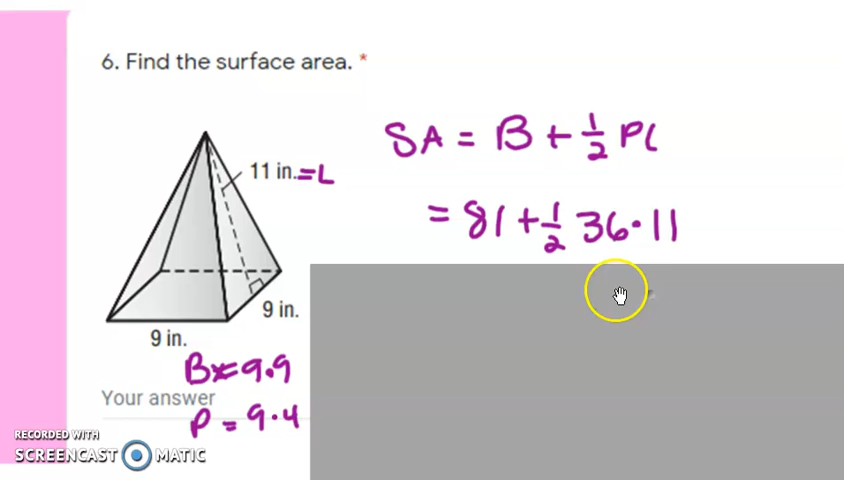 6. Find the surface area. *
SA = B + 1/2 Pl
11 in. = L
= 81 + 1/2 36 · 11
9 in.
9 in.
B = 9·9
Your answer
P = 9·4
RECORDED WITH
SCREENCAST MATIC